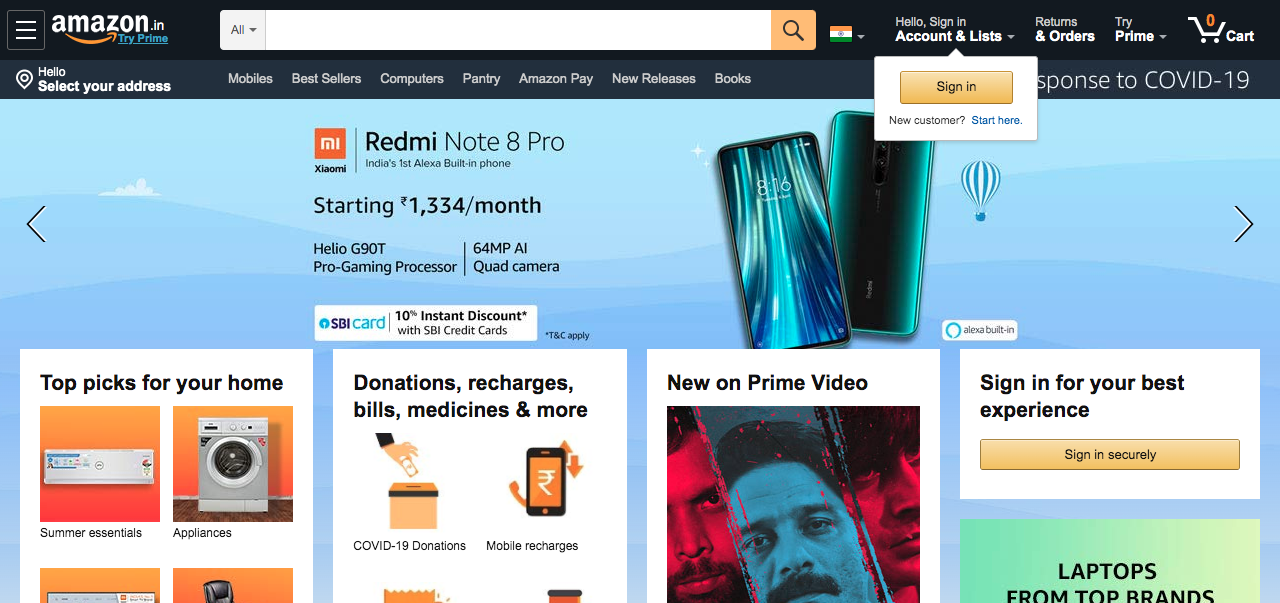 amazon.in
Try Prime
All
Hello, Sign in
Account & Lists
Returns
& Orders
Try
Prime
0
Cart
Hello
Select your address
Mobiles
Best Sellers
Computers
Pantry
Amazon Pay
New Releases
Books
sponse to COVID-19
Sign in
New customer? Start here.
mi
Xiaomi
Redmi Note 8 Pro
India's 1st Alexa Built-in phone
Starting ₹1,334/month
Helio G90T
Pro-Gaming Processor
64MP AI
Quad camera
SBI card
10% Instant Discount*
with SBI Credit Cards
*T&C apply
8:16
Redmi
alexa built-in
Top picks for your home
Summer essentials
Appliances
Donations, recharges,
bills, medicines & more
COVID-19 Donations
Mobile recharges
New on Prime Video
Sign in for your best
experience
Sign in securely
LAPTOPS
FROM TOP BRANDS